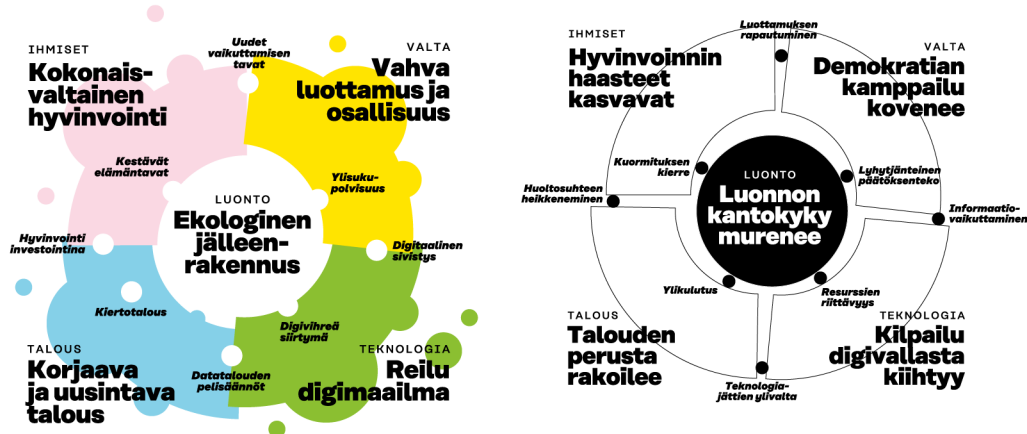 IHMISET
Kokonais-
valtainen
hyvinvointi
Uudet
vaikuttamisen
tavat
VALTA
Vahva
luottamus ja
osallisuus
Kestävät
elämäntavat
Ylisuku-
polvisuus
LUONTO
Ekologinen
jälleen-
rakennus
Hyvinvointi
investointina
Digitaalinen
sivistys
Kiertotalous
Digivihreä
siirtymä
TALOUS
Korjaava
ja uusintava
talous
Datatalouden
pelisäännöt
TEKNOLOGIA
Reilu
digimaailma
IHMISET
Hyvinvoinnin
haasteet
kasvavat
Luottamuksen
rapautuminen
VALTA
Demokratian
kamppailu
kovenee
Kuormituksen
kierre
Lyhytjänteinen
päätöksenteko
Huoltosuhteen
heikkeneminen
LUONTO
Luonnon
kantokyky
murenee
Informaatio-
vaikuttaminen
Ylikulutus
Resurssien
riittävyys
TALOUS
Talouden
perusta
rakoilee
Teknologia-
jättien ylivalta
TEKNOLOGIA
Kilpailu
digivallasta
kiihtyy